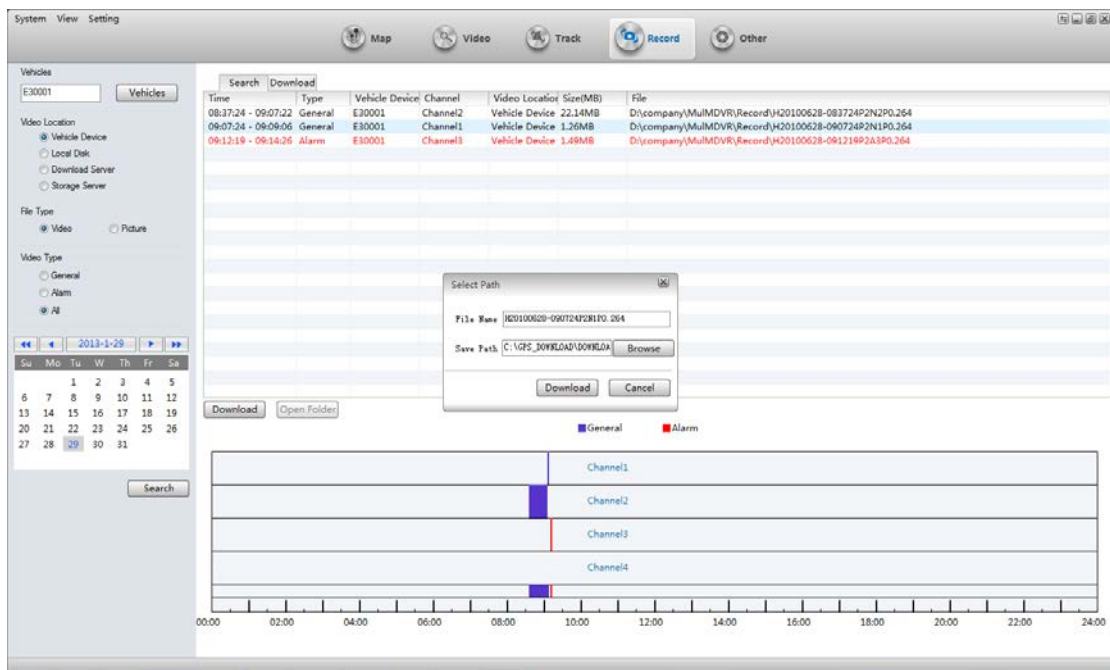 System View Setting
Map Video Track Record Other
Vehicles
E30001 Vehicles
Video Location
Vehicle Device
Local Disk
Download Server
Storage Server
File Type
Video Picture
Video Type
General
Alarm
All
2013-1-29
Su Mo Tu W Th Fr Sa
1 2 3 4 5
6 7 8 9 10 11 12
13 14 15 16 17 18 19
20 21 22 23 24 25 26
27 28 29 30 31
Search
Search Download
Time Type Vehicle Device Channel Video Location Size(MB) File
08:37:24 - 09:07:22 General E30001 Channel2 Vehicle Device 22.14MB D:\company\MulMDVR\Record\H20100628-083724P2N2P0.264
09:07:24 - 09:09:06 General E30001 Channel1 Vehicle Device 1.26MB D:\company\MulMDVR\Record\H20100628-090724P2N1P0.264
09:12:19 - 09:14:26 Alarm E30001 Channel3 Vehicle Device 1.49MB D:\company\MulMDVR\Record\H20100628-091219P2A3P0.264
Select Path
File Name H20100628-090724P2N1P0.264
Save Path C:\GPS_DOWNLOAD\DOWNLOA Browse
Download Cancel
Download Open Folder
General Alarm
Channel1
Channel2
Channel3
Channel4
00:00 02:00 04:00 06:00 08:00 10:00 12:00 14:00 16:00 18:00 20:00 22:00 24:00